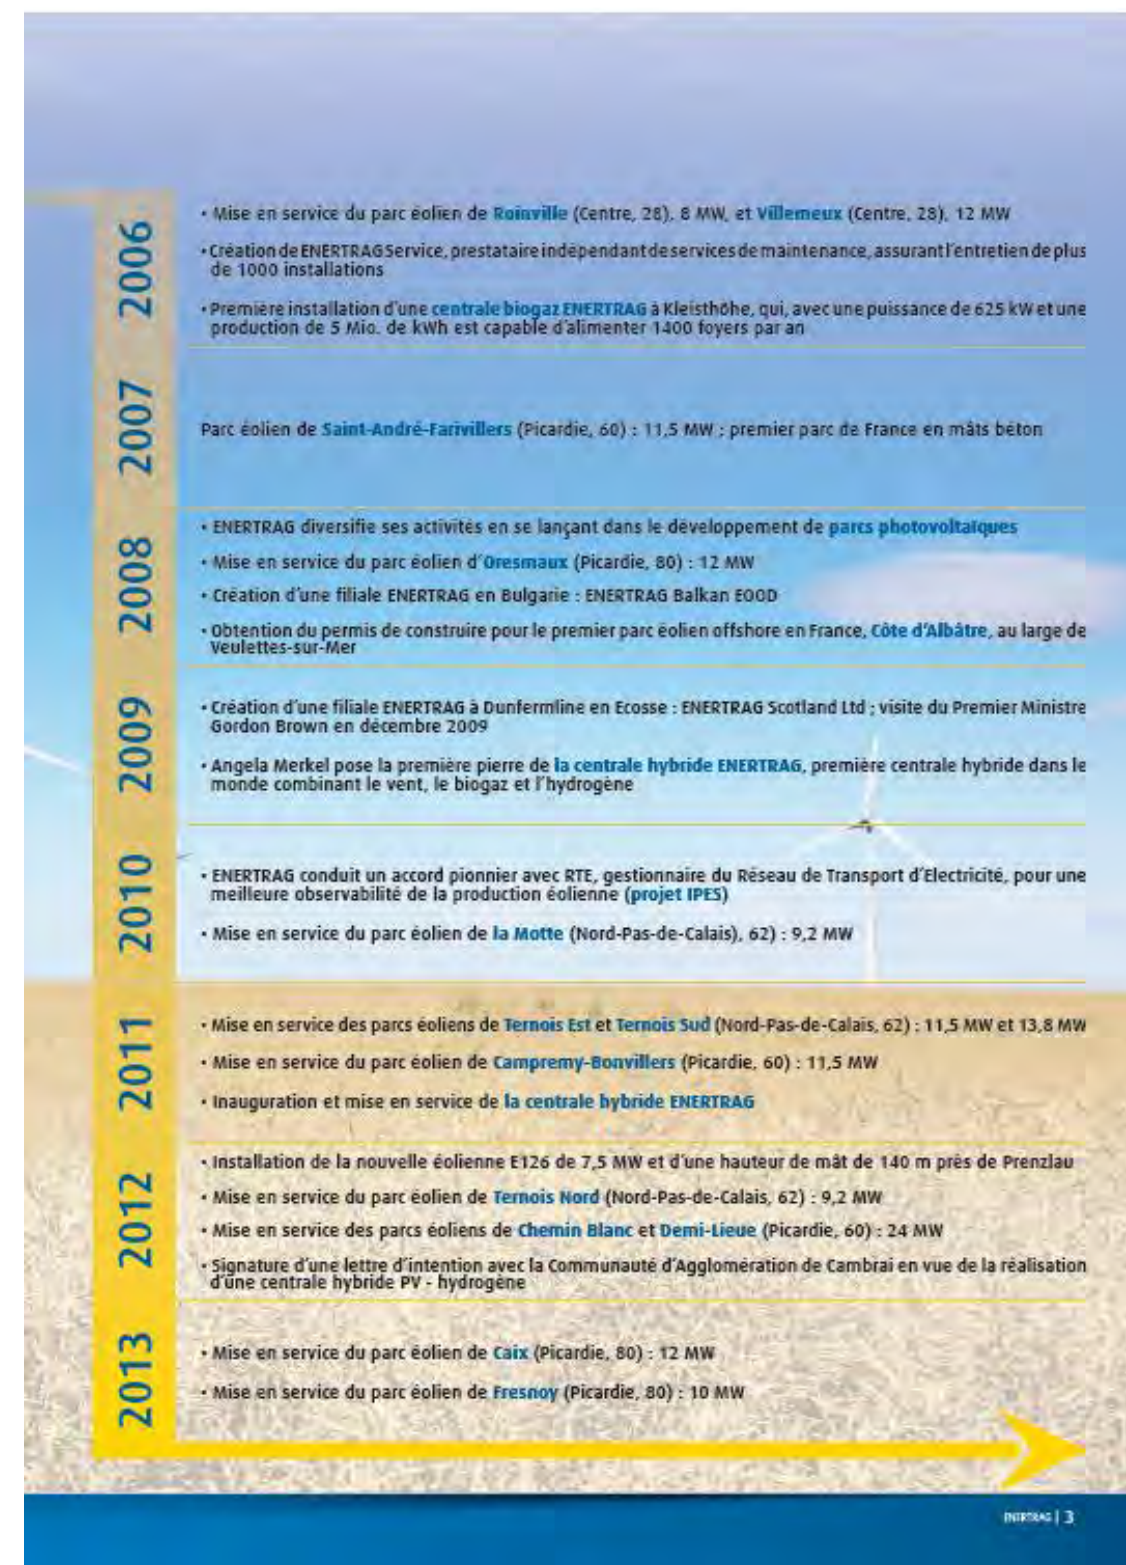 2006
• Mise en service du parc éolien de Roinville (Centre, 28), 8 MW, et Villemeux (Centre, 28), 12 MW
• Création de ENERTRAG Service, prestataire indépendant de services de maintenance, assurant l'entretien de plus
de 1000 installations
• Première installation d'une centrale biogaz ENERTRAG à Kleisthöhe, qui, avec une puissance de 625 kW et une
production de 5 Mio. de kWh est capable d'alimenter 1400 foyers par an
2007
Parc éolien de Saint-André-Farivillers (Picardie, 60) : 11,5 MW ; premier parc de France en mâts béton
2008
• ENERTRAG diversifie ses activités en se lançant dans le développement de parcs photovoltaïques
• Mise en service du parc éolien d'Oresmaux (Picardie, 80) : 12 MW
• Création d'une filiale ENERTRAG en Bulgarie : ENERTRAG Balkan EOOD
• Obtention du permis de construire pour le premier parc éolien offshore en France, Côte d'Albâtre, au large de
Veulettes-sur-Mer
2009
• Création d'une filiale ENERTRAG à Dunfermline en Ecosse : ENERTRAG Scotland Ltd ; visite du Premier Ministre
Gordon Brown en décembre 2009
• Angela Merkel pose la première pierre de la centrale hybride ENERTRAG, première centrale hybride dans le
monde combinant le vent, le biogaz et l'hydrogène
2010
• ENERTRAG conduit un accord pionnier avec RTE, gestionnaire du Réseau de Transport d'Electricité, pour une
meilleure observabilité de la production éolienne (projet IPES)
• Mise en service du parc éolien de la Motte (Nord-Pas-de-Calais), 62) : 9,2 MW
2011
• Mise en service des parcs éoliens de Ternois Est et Ternois Sud (Nord-Pas-de-Calais, 62) : 11,5 MW et 13,8 MW
• Mise en service du parc éolien de Campremy-Bonvillers (Picardie, 60) : 11,5 MW
• Inauguration et mise en service de la centrale hybride ENERTRAG
2012
• Installation de la nouvelle éolienne E126 de 7,5 MW et d'une hauteur de mât de 140 m près de Prenzlau
• Mise en service du parc éolien de Ternois Nord (Nord-Pas-de-Calais, 62) : 9,2 MW
• Mise en service des parcs éoliens de Chemin Blanc et Demi-Lieue (Picardie, 60) : 24 MW
• Signature d'une lettre d'intention avec la Communauté d'Agglomération de Cambrai en vue de la réalisation
d'une centrale hybride PV - hydrogène
2013
• Mise en service du parc éolien de Caix (Picardie, 80) : 12 MW
• Mise en service du parc éolien de Fresnoy (Picardie, 80) : 10 MW
ENERTRAG | 3